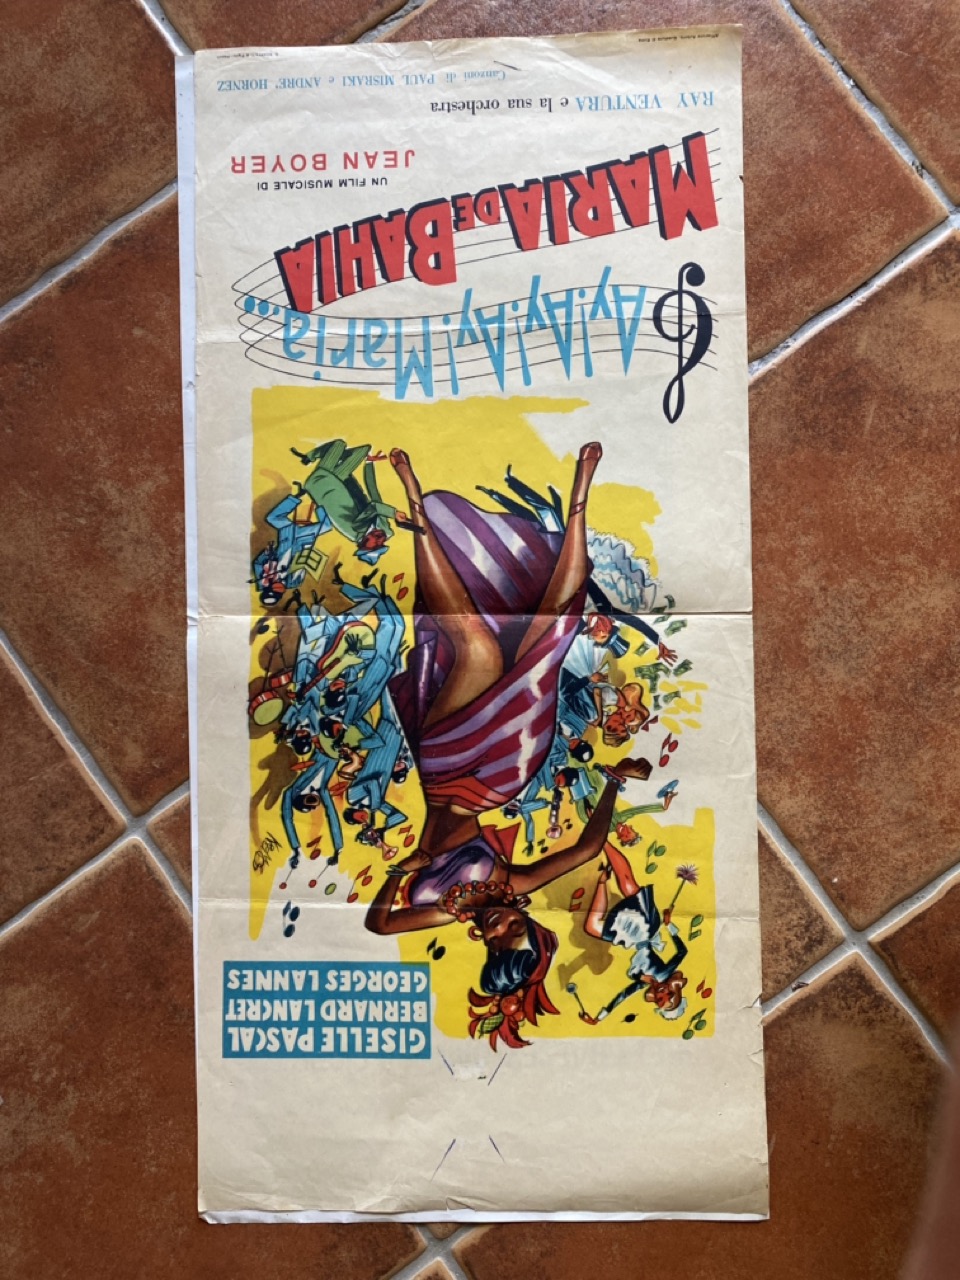 GISELLE PASCAL
BERNARD LANCRET
GEORGES LANNES
Ay! Ay! Ay! Maria...
MARIA DE BAHIA
UN FILM MUSICALE DI
JEAN BOYER
RAY VENTURA e la sua orchestra
Canzoni di PAUL MISRAKI e ANDRE' HORNEZ